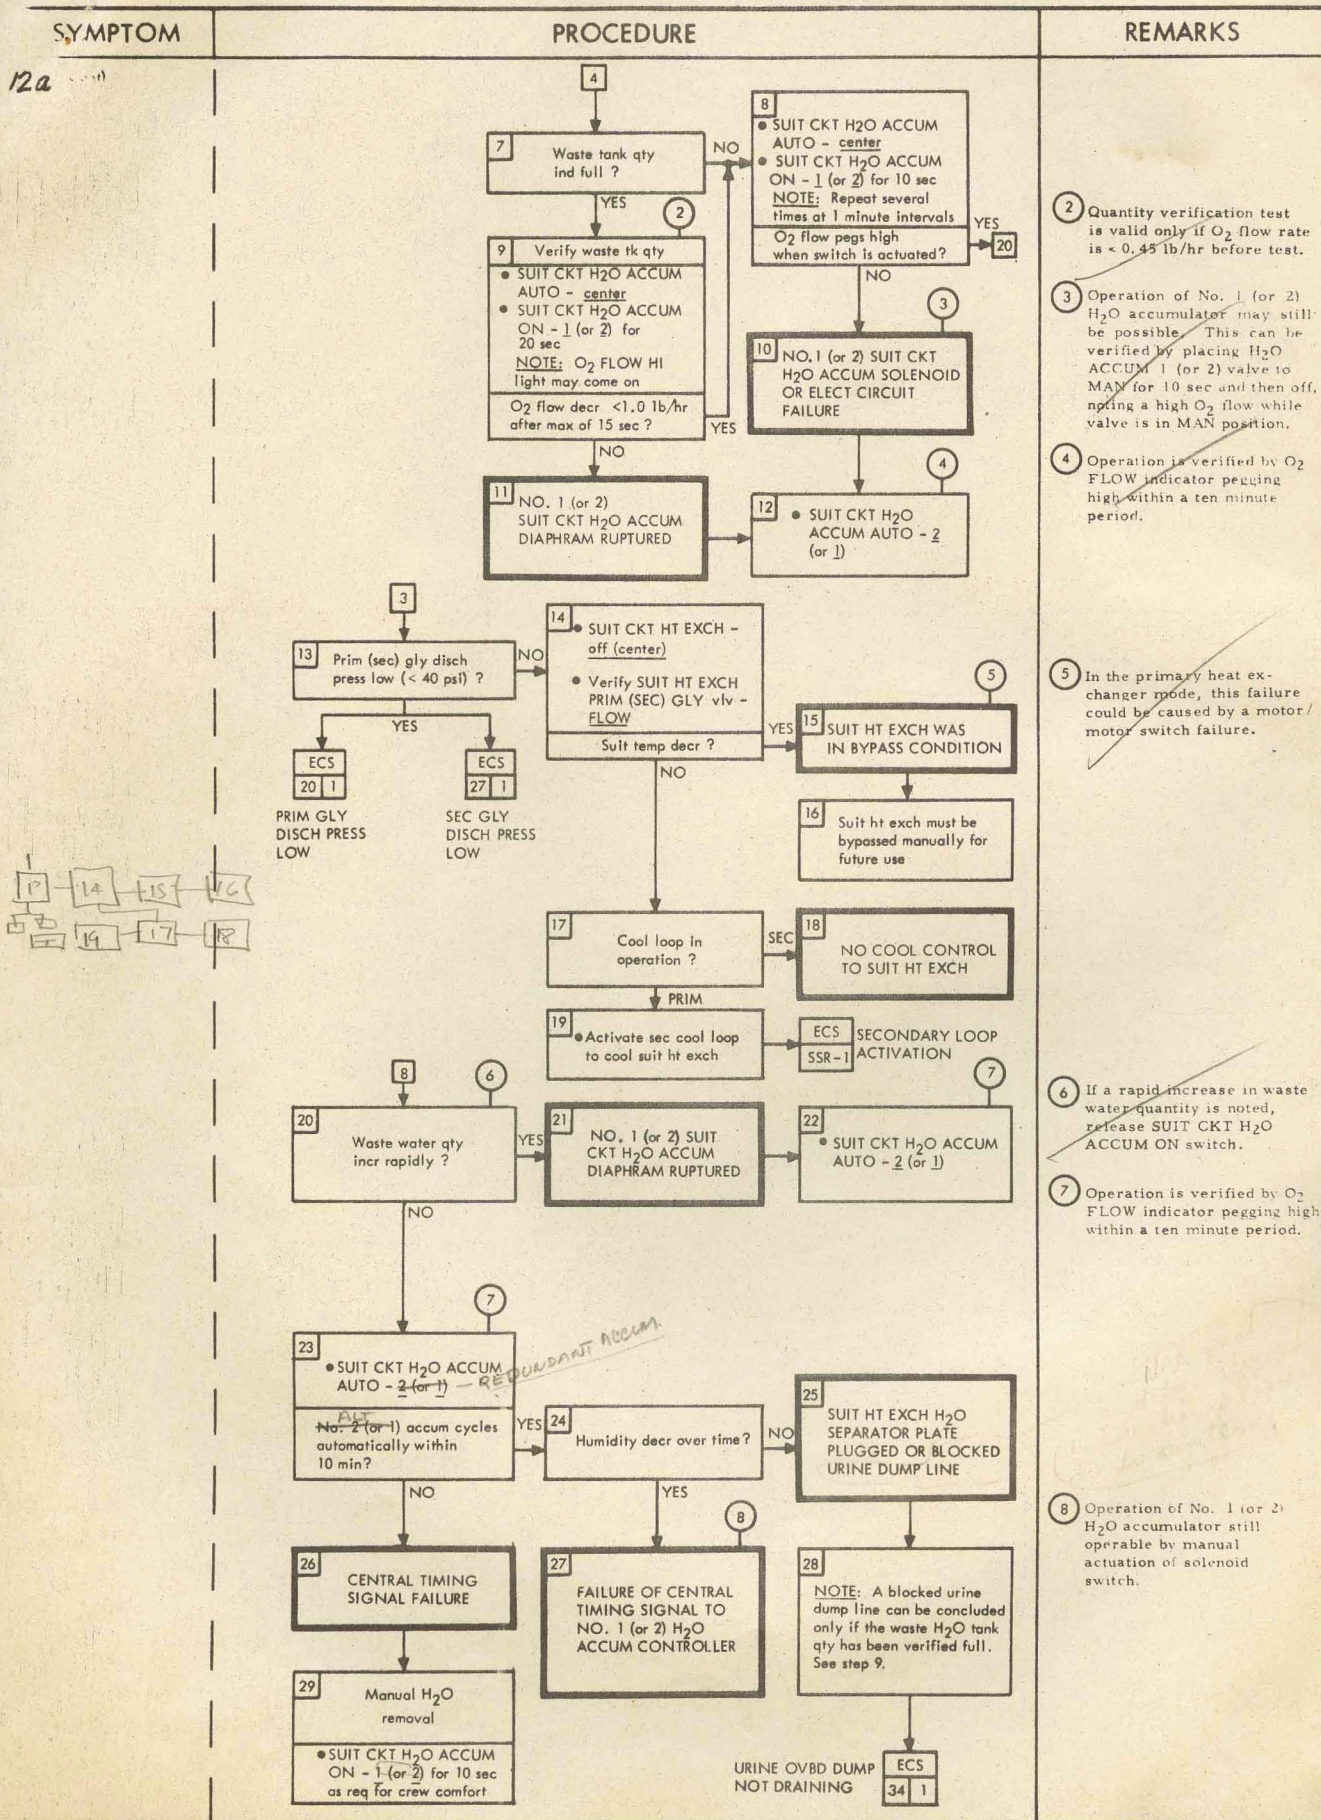 SYMPTOM
PROCEDURE
REMARKS
12a
4
7
Waste tank qty
ind full ?
NO
YES
8
• SUIT CKT H2O ACCUM
AUTO - center
• SUIT CKT H2O ACCUM
ON - 1 (or 2) for 10 sec
NOTE: Repeat several
times at 1 minute intervals
O2 flow pegs high
when switch is actuated?
YES
20
NO
2
9
Verify waste tk qty
• SUIT CKT H2O ACCUM
AUTO - center
• SUIT CKT H2O ACCUM
ON - 1 (or 2) for
20 sec
NOTE: O2 FLOW HI
light may come on
O2 flow decr <1.0 lb/hr
after max of 15 sec ?
YES
NO
3
10
NO.1 (or 2) SUIT CKT
H2O ACCUM SOLENOID
OR ELECT CIRCUIT
FAILURE
11
NO. 1 (or 2)
SUIT CKT H2O ACCUM
DIAPHRAM RUPTURED
4
12
• SUIT CKT H2O
ACCUM AUTO - 2
(or 1)
3
13
Prim (sec) gly disch
press low (< 40 psi) ?
NO
YES
ECS
20 1
PRIM GLY
DISCH PRESS
LOW
ECS
27 1
SEC GLY
DISCH PRESS
LOW
14
• SUIT CKT HT EXCH -
off (center)
• Verify SUIT HT EXCH
PRIM (SEC) GLY vlv -
FLOW
Suit temp decr ?
YES
NO
5
15
SUIT HT EXCH WAS
IN BYPASS CONDITION
16
Suit ht exch must be
bypassed manually for
future use
17
Cool loop in
operation ?
SEC
PRIM
18
NO COOL CONTROL
TO SUIT HT EXCH
19
• Activate sec cool loop
to cool suit ht exch
ECS
SSR-1
SECONDARY LOOP
ACTIVATION
14 15 16
19 17 18
8
6
20
Waste water qty
incr rapidly ?
YES
NO
21
NO. 1 (or 2) SUIT
CKT H2O ACCUM
DIAPHRAM RUPTURED
7
22
• SUIT CKT H2O ACCUM
AUTO - 2 (or 1)
7
23
• SUIT CKT H2O ACCUM
AUTO - 2 (or 1) — REDUNDANT ACCUM.
ALT
No. 2 (or 1) accum cycles
automatically within
10 min?
YES
NO
24
Humidity decr over time?
NO
YES
25
SUIT HT EXCH H2O
SEPARATOR PLATE
PLUGGED OR BLOCKED
URINE DUMP LINE
26
CENTRAL TIMING
SIGNAL FAILURE
8
27
FAILURE OF CENTRAL
TIMING SIGNAL TO
NO. 1 (or 2) H2O
ACCUM CONTROLLER
28
NOTE: A blocked urine
dump line can be concluded
only if the waste H2O tank
qty has been verified full.
See step 9.
29
Manual H2O
removal
• SUIT CKT H2O ACCUM
ON - 1 (or 2) for 10 sec
as req for crew comfort
URINE OVBD DUMP
NOT DRAINING
ECS
34 1
2 Quantity verification test
is valid only if O2 flow rate
is < 0.45 lb/hr before test.
3 Operation of No. 1 (or 2)
H2O accumulator may still
be possible. This can be
verified by placing H2O
ACCUM 1 (or 2) valve to
MAN for 10 sec and then off,
noting a high O2 flow while
valve is in MAN position.
4 Operation is verified by O2
FLOW indicator pegging
high within a ten minute
period.
5 In the primary heat ex-
changer mode, this failure
could be caused by a motor/
motor switch failure.
6 If a rapid increase in waste
water quantity is noted,
release SUIT CKT H2O
ACCUM ON switch.
7 Operation is verified by O2
FLOW indicator pegging high
within a ten minute period.
8 Operation of No. 1 (or 2)
H2O accumulator still
operable by manual
actuation of solenoid
switch.